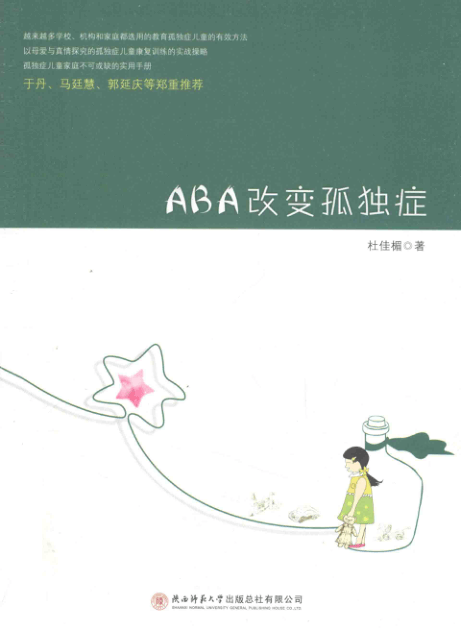 越来越多学校、机构和家庭都选用的教育孤独症儿童的有效方法
以母爱与真情探究的孤独症儿童康复训练的实战策略
孤独症儿童家庭不可或缺的实用手册
于丹、马廷慧、郭延庆等郑重推荐
ABA改变孤独症
杜佳楣◎著
陕西师范大学出版总社有限公司
SHAANXI NORMAL UNIVERSITY GENERAL PUBLISHING HOUSE CO.,LTD